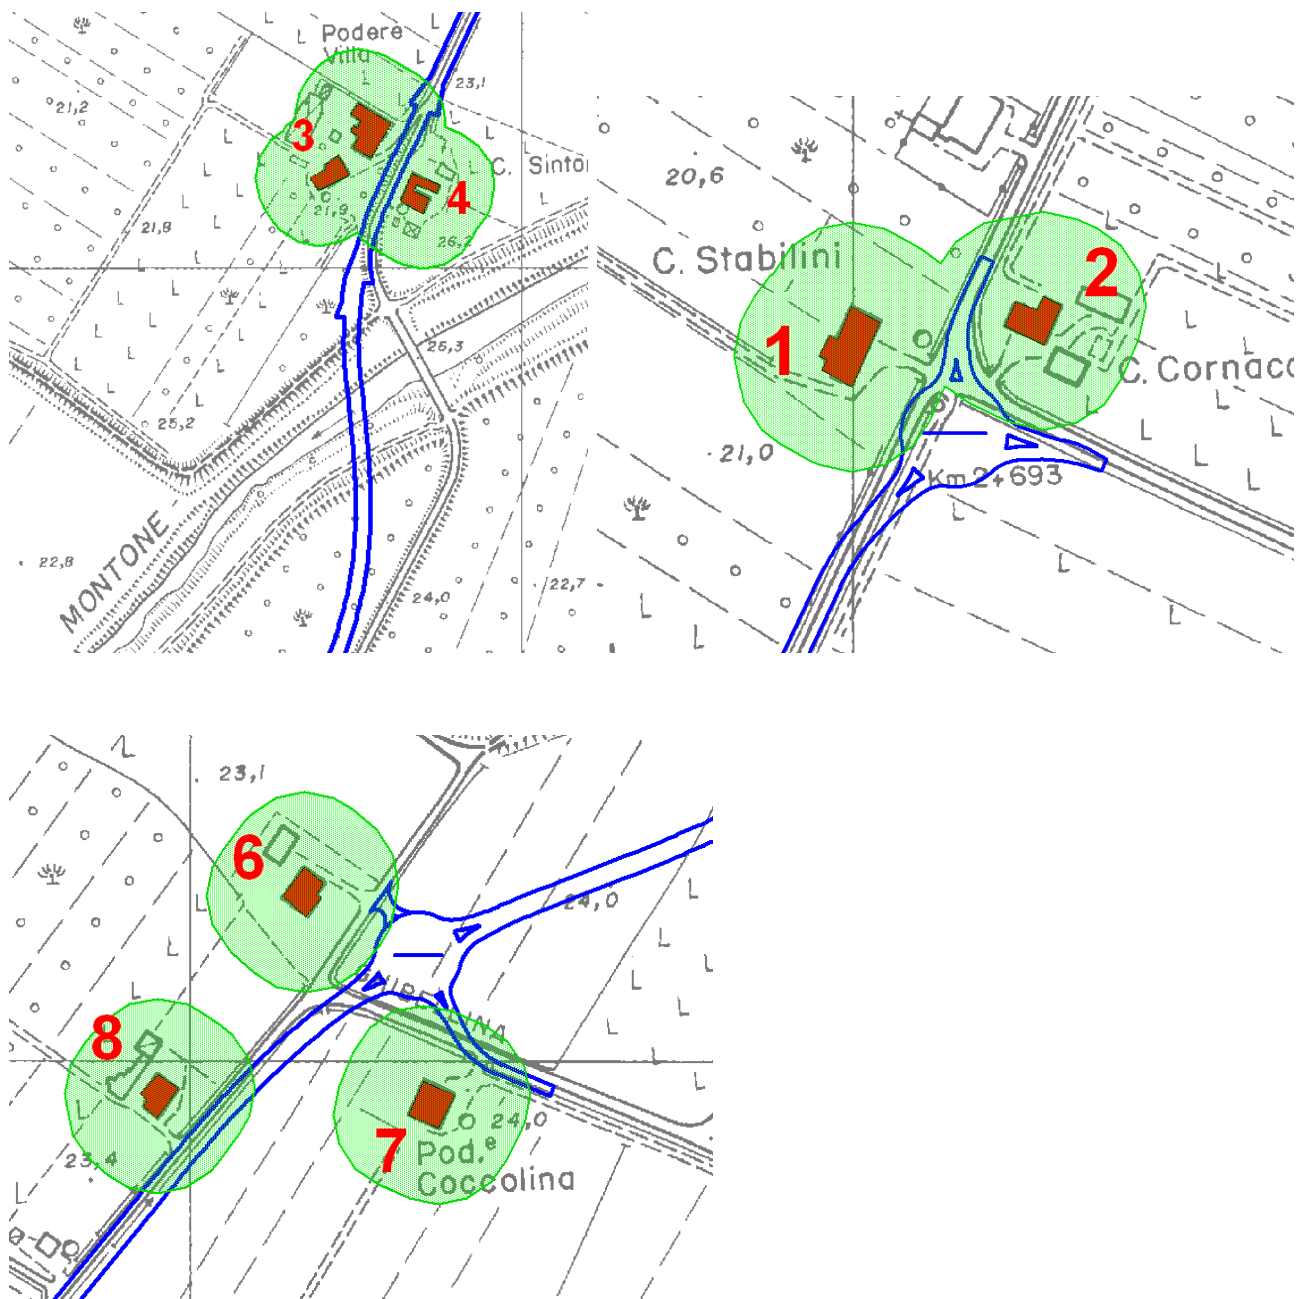 Podere
Villa
21,2
23,1
3
C. Sinto
4
21,8
26,3
25,2
MONTONE
22,8
24,0
22,7
20,6
C. Stabilini
2
1
C. Cornacc
21,0
Km 2+693
23,1
6
24,0
8
24,0
7
Pod.e
Coccolina
23,4